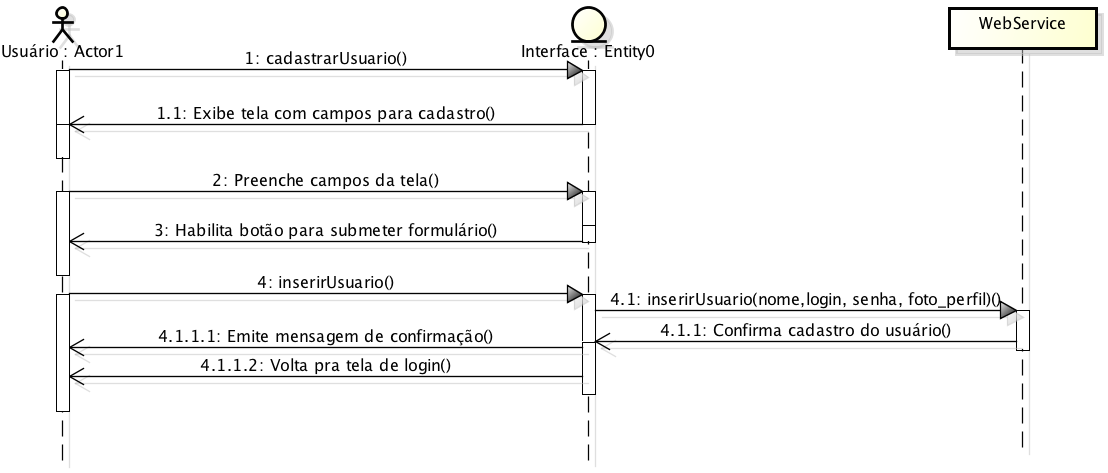 Usuário : Actor1
Interface : Entity0
WebService
1: cadastrarUsuario()
1.1: Exibe tela com campos para cadastro()
2: Preenche campos da tela()
3: Habilita botão para submeter formulário()
4: inserirUsuario()
4.1: inserirUsuario(nome,login, senha, foto_perfil)()
4.1.1: Confirma cadastro do usuário()
4.1.1.1: Emite mensagem de confirmação()
4.1.1.2: Volta pra tela de login()